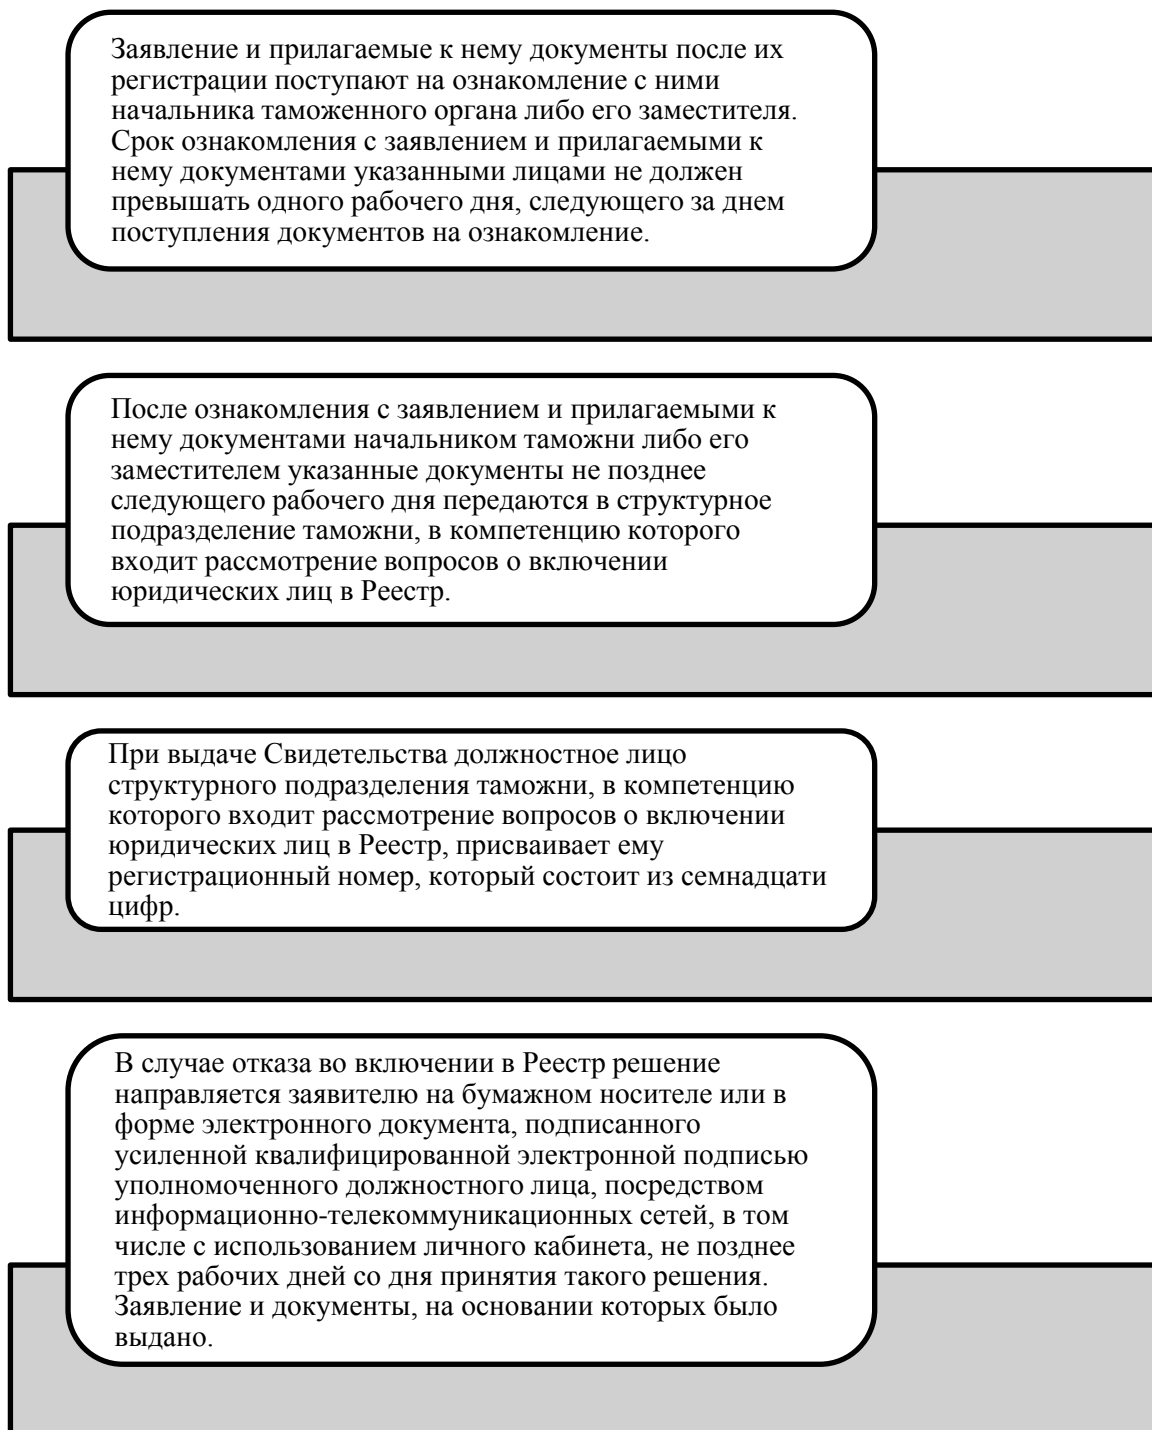 Заявление и прилагаемые к нему документы после их
регистрации поступают на ознакомление с ними
начальника таможенного органа либо его заместителя.
Срок ознакомления с заявлением и прилагаемыми к
нему документами указанными лицами не должен
превышать одного рабочего дня, следующего за днем
поступления документов на ознакомление.
После ознакомления с заявлением и прилагаемыми к
нему документами начальником таможни либо его
заместителем указанные документы не позднее
следующего рабочего дня передаются в структурное
подразделение таможни, в компетенцию которого
входит рассмотрение вопросов о включении
юридических лиц в Реестр.
При выдаче Свидетельства должностное лицо
структурного подразделения таможни, в компетенцию
которого входит рассмотрение вопросов о включении
юридических лиц в Реестр, присваивает ему
регистрационный номер, который состоит из семнадцати
цифр.
В случае отказа во включении в Реестр решение
направляется заявителю на бумажном носителе или в
форме электронного документа, подписанного
усиленной квалифицированной электронной подписью
уполномоченного должностного лица, посредством
информационно-телекоммуникационных сетей, в том
числе с использованием личного кабинета, не позднее
трех рабочих дней со дня принятия такого решения.
Заявление и документы, на основании которых было
выдано.